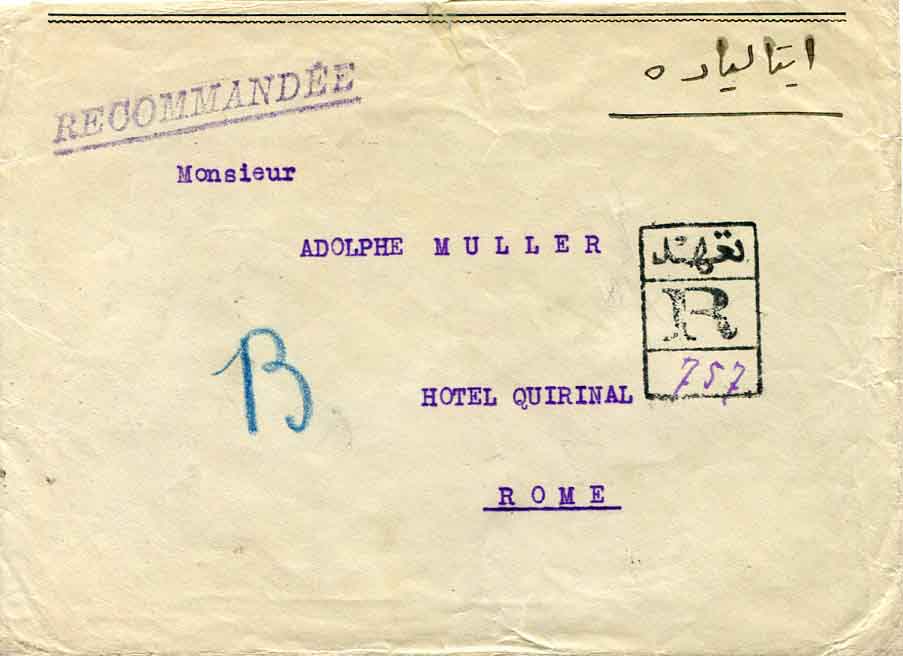 ايتالياده
RECOMMANDÉE
Monsieur
ADOLPHE MULLER
تعهد
R
757
B
HOTEL QUIRINAL
ROME